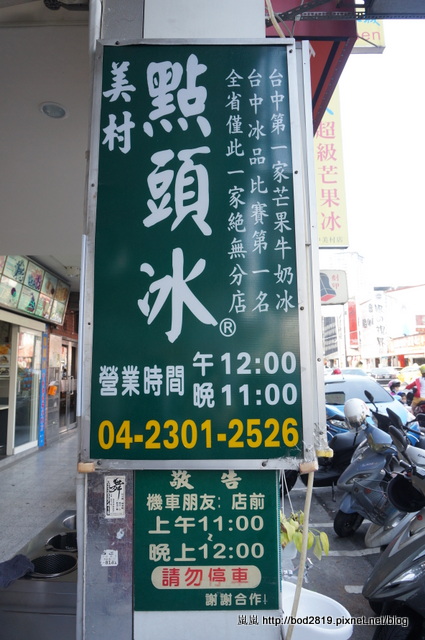 美村
點頭冰®
台中第一家芒果牛奶冰
台中冰品比賽第一名
全省僅此一家絕無分店
營業時間
午12:00
晚11:00
04-2301-2526
敬告
機車朋友：店前
上午11:00
~
晚上12:00
請勿停車
謝謝合作
超級芒果冰
嵐嵐 http://bod2819.pixnet.net/blog